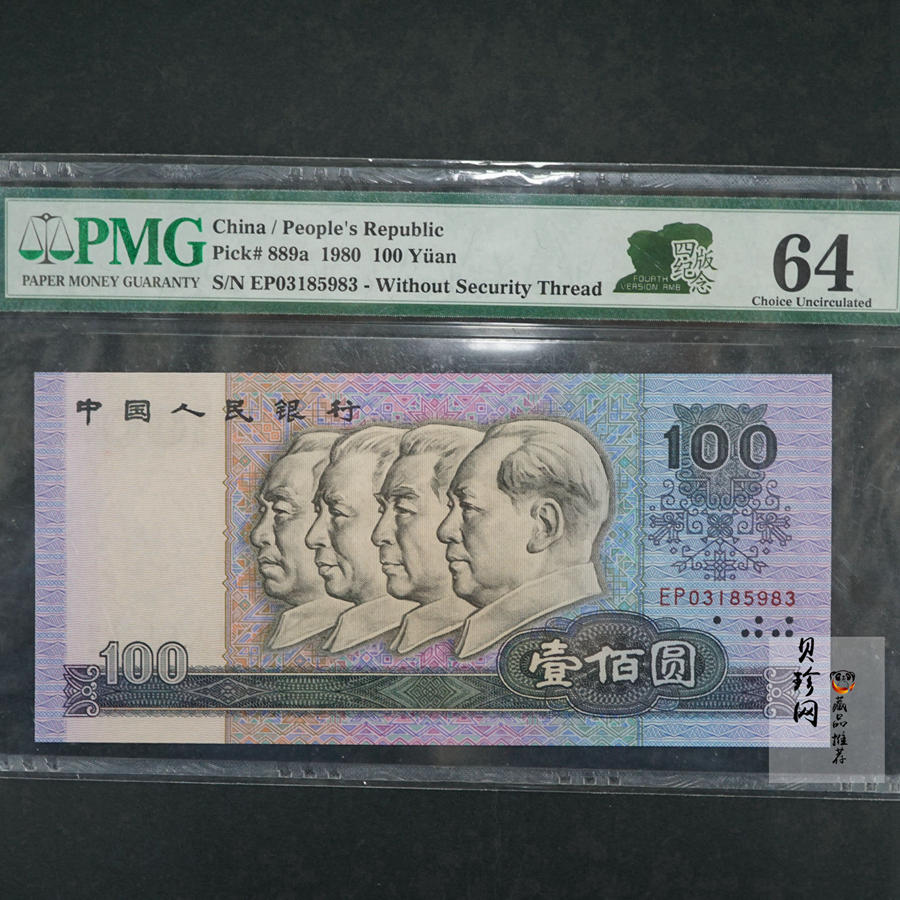 PMG
PAPER MONEY GUARANTY
China / People's Republic
Pick# 889a 1980 100 Yüan
S/N EP03185983 - Without Security Thread
四版
纪念
FOURTH
VERSION RMB
64
Choice Uncirculated
中国人民银行
100
EP03185983
100
壹佰圆
贝珍网
藏品推荐